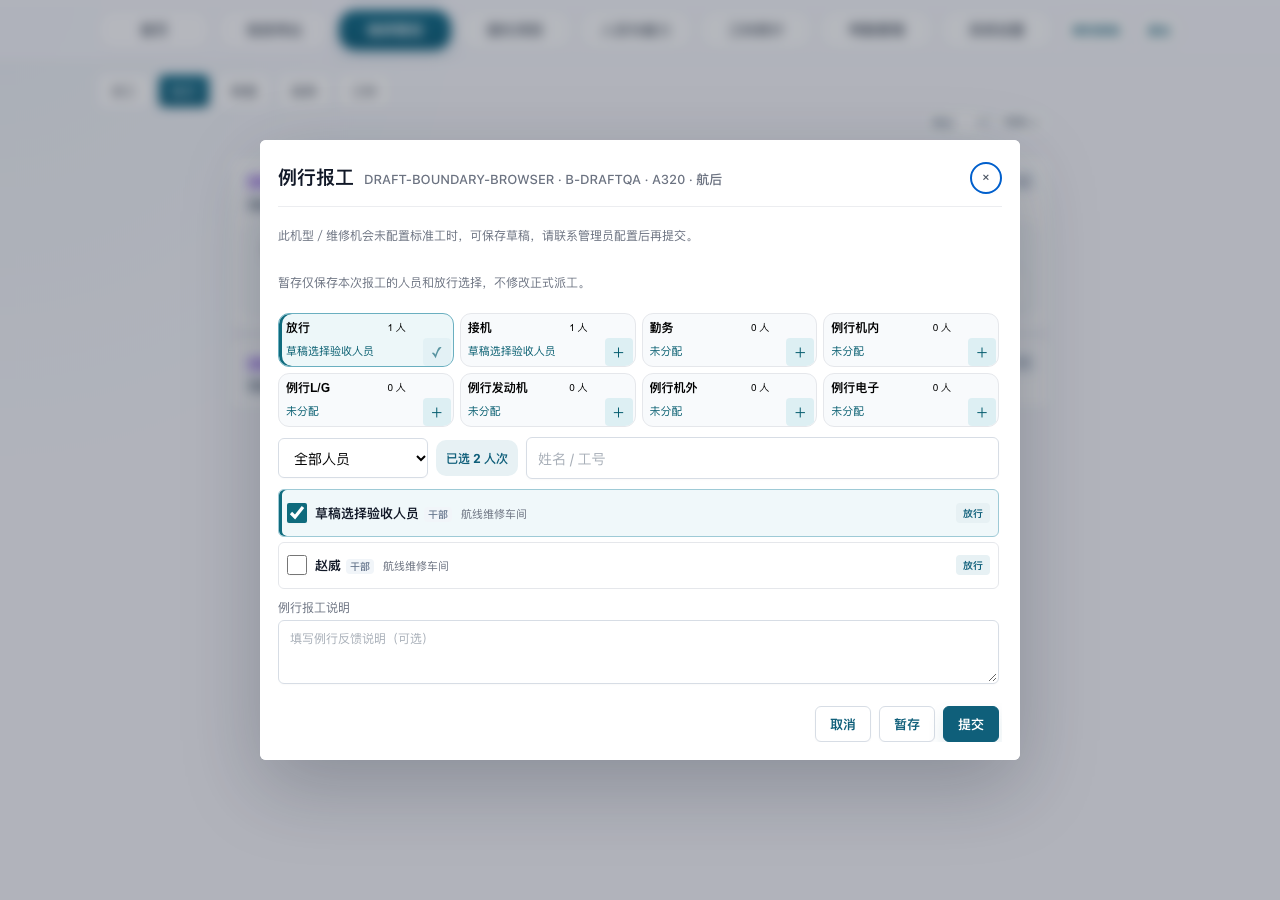 例行报工 DRAFT-BOUNDARY-BROWSER · B-DRAFTQA · A320 · 航后
×
此机型 / 维修机会未配置标准工时，可保存草稿，请联系管理员配置后再提交。
暂存仅保存本次报工的人员和放行选择，不修改正式派工。
放行 1 人 接机 1 人 勤务 0 人 例行机内 0 人
草稿选择验收人员 ✓ 草稿选择验收人员 + 未分配 + 未分配 +
例行L/G 0 人 例行发动机 0 人 例行机外 0 人 例行电子 0 人
未分配 + 未分配 + 未分配 + 未分配 +
全部人员 已选 2 人次 姓名 / 工号
草稿选择验收人员 干部 航线维修车间 放行
赵威 干部 航线维修车间 放行
例行报工说明
填写例行反馈说明（可选）
取消 暂存 提交